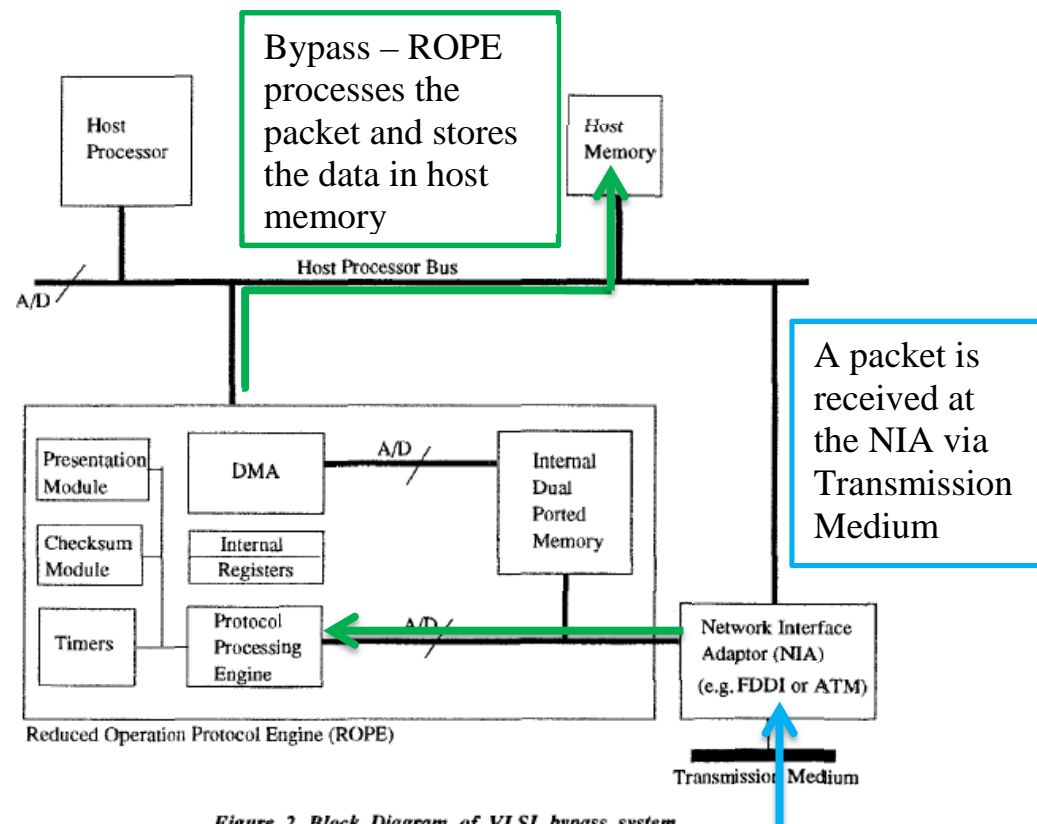 Bypass – ROPE
processes the
packet and stores
the data in host
memory
Host
Processor
Host
Memory
Host Processor Bus
A/D
A packet is
received at
the NIA via
Transmission
Medium
Presentation
Module
DMA
A/D
Internal
Dual
Ported
Memory
Checksum
Module
Internal
Registers
Timers
Protocol
Processing
Engine
A/D
Network Interface
Adaptor (NIA)
(e.g. FDDI or ATM)
Reduced Operation Protocol Engine (ROPE)
Transmission Medium
Figure 2 Block Diagram of VLSI bypass system